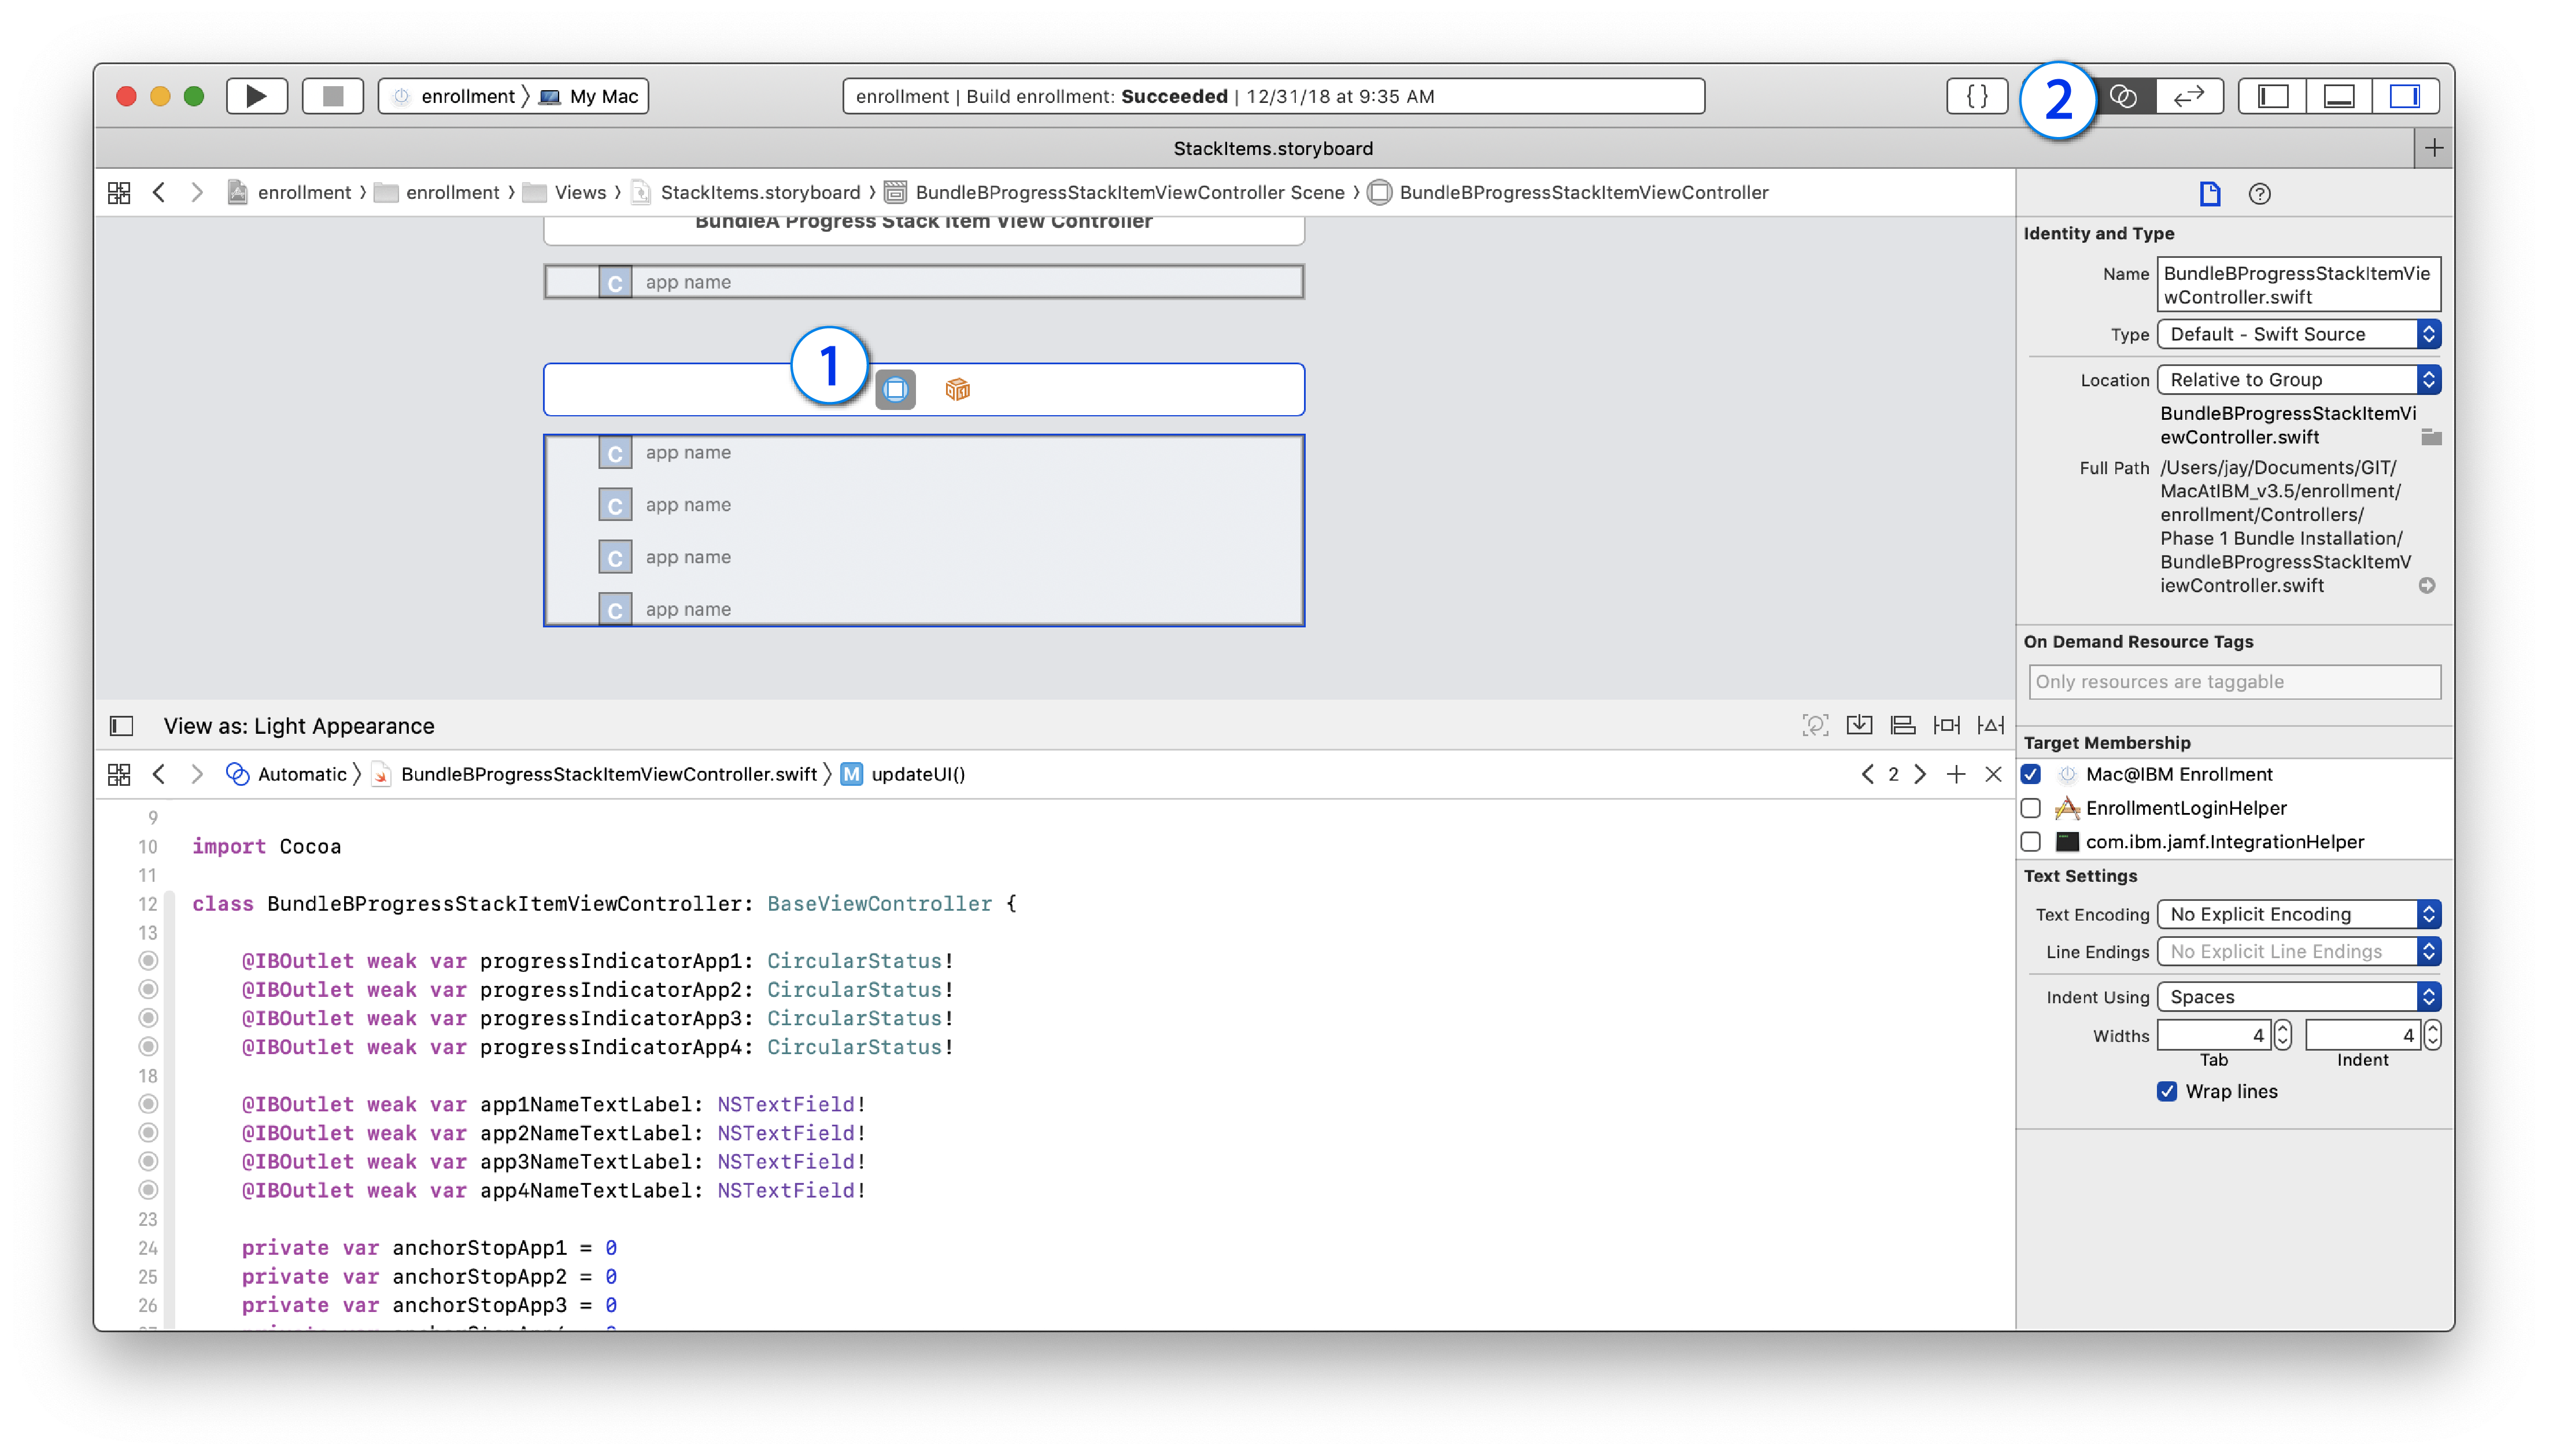 enrollment 〉 My Mac
enrollment | Build enrollment: Succeeded | 12/31/18 at 9:35 AM
{ }
2
StackItems.storyboard
enrollment 〉 enrollment 〉 Views 〉 StackItems.storyboard 〉 BundleBProgressStackItemViewController Scene 〉 BundleBProgressStackItemViewController
BundleA Progress Stack Item View Controller
C app name
1
C app name
C app name
C app name
C app name
View as: Light Appearance
Automatic 〉 BundleBProgressStackItemViewController.swift 〉 M updateUI()
2
9
10 import Cocoa
11
12 class BundleBProgressStackItemViewController: BaseViewController {
13
@IBOutlet weak var progressIndicatorApp1: CircularStatus!
@IBOutlet weak var progressIndicatorApp2: CircularStatus!
@IBOutlet weak var progressIndicatorApp3: CircularStatus!
@IBOutlet weak var progressIndicatorApp4: CircularStatus!
18
@IBOutlet weak var app1NameTextLabel: NSTextField!
@IBOutlet weak var app2NameTextLabel: NSTextField!
@IBOutlet weak var app3NameTextLabel: NSTextField!
@IBOutlet weak var app4NameTextLabel: NSTextField!
23
24 private var anchorStopApp1 = 0
25 private var anchorStopApp2 = 0
26 private var anchorStopApp3 = 0
Identity and Type
Name BundleBProgressStackItemVie
wController.swift
Type Default - Swift Source
Location Relative to Group
BundleBProgressStackItemVi
ewController.swift
Full Path /Users/jay/Documents/GIT/
MacAtIBM_v3.5/enrollment/
enrollment/Controllers/
Phase 1 Bundle Installation/
BundleBProgressStackItemV
iewController.swift
On Demand Resource Tags
Only resources are taggable
Target Membership
Mac@IBM Enrollment
EnrollmentLoginHelper
com.ibm.jamf.IntegrationHelper
Text Settings
Text Encoding No Explicit Encoding
Line Endings No Explicit Line Endings
Indent Using Spaces
Widths 4 4
Tab Indent
Wrap lines